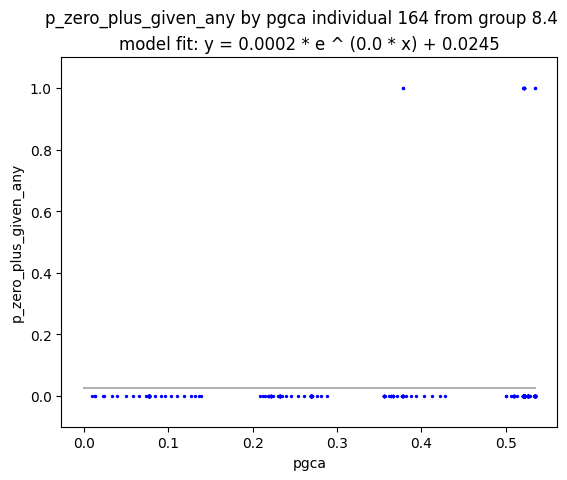 p_zero_plus_given_any by pgca individual 164 from group 8.4
model fit: y = 0.0002 * e ^ (0.0 * x) + 0.0245
1.0
0.8
0.6
0.4
0.2
0.0
p_zero_plus_given_any
0.0 0.1 0.2 0.3 0.4 0.5
pgca